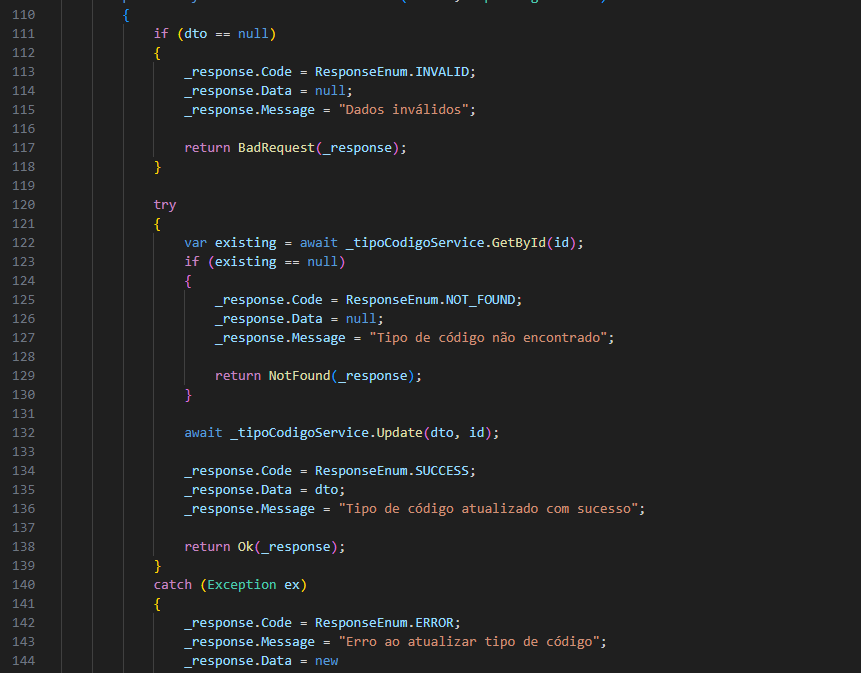 110 {
111 if (dto == null)
112 {
113 _response.Code = ResponseEnum.INVALID;
114 _response.Data = null;
115 _response.Message = "Dados inválidos";
116
117 return BadRequest(_response);
118 }
119
120 try
121 {
122 var existing = await _tipoCodigoService.GetById(id);
123 if (existing == null)
124 {
125 _response.Code = ResponseEnum.NOT_FOUND;
126 _response.Data = null;
127 _response.Message = "Tipo de código não encontrado";
128
129 return NotFound(_response);
130 }
131
132 await _tipoCodigoService.Update(dto, id);
133
134 _response.Code = ResponseEnum.SUCCESS;
135 _response.Data = dto;
136 _response.Message = "Tipo de código atualizado com sucesso";
137
138 return Ok(_response);
139 }
140 catch (Exception ex)
141 {
142 _response.Code = ResponseEnum.ERROR;
143 _response.Message = "Erro ao atualizar tipo de código";
144 _response.Data = new